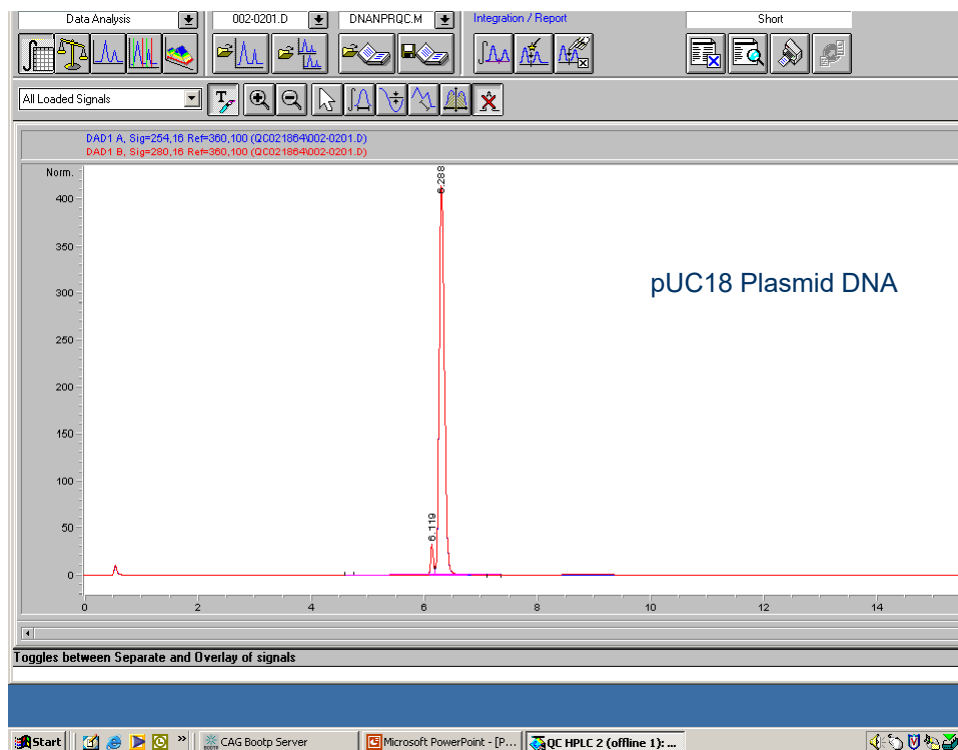 Data Analysis
002-0201.D
DNANPRQC.M
Integration / Report
Short
All Loaded Signals
DAD1 A, Sig=254,16 Ref=360,100 (QC021864\002-0201.D)
DAD1 B, Sig=280,16 Ref=360,100 (QC021864\002-0201.D)
Norm.
6.288
400
350
pUC18 Plasmid DNA
300
250
200
150
100
6.119
50
0
0 2 4 6 8 10 12 14
Toggles between Separate and Overlay of signals
Start
»
CAG Bootp Server
Microsoft PowerPoint - [P...
QC HPLC 2 (offline 1): ...